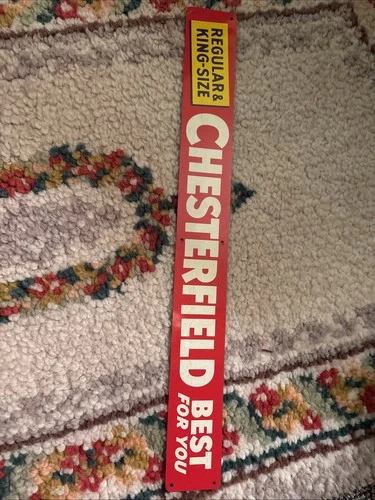 REGULAR &
KING-SIZE
CHESTERFIELD
BEST
FOR YOU